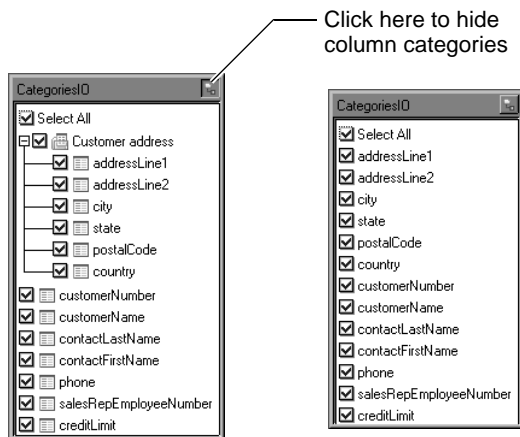 Click here to hide
column categories
CategoriesIO
Select All
Customer address
addressLine1
addressLine2
city
state
postalCode
country
customerNumber
customerName
contactLastName
contactFirstName
phone
salesRepEmployeeNumber
creditLimit
CategoriesIO
Select All
addressLine1
addressLine2
city
state
postalCode
country
customerNumber
customerName
contactLastName
contactFirstName
phone
salesRepEmployeeNumber
creditLimit